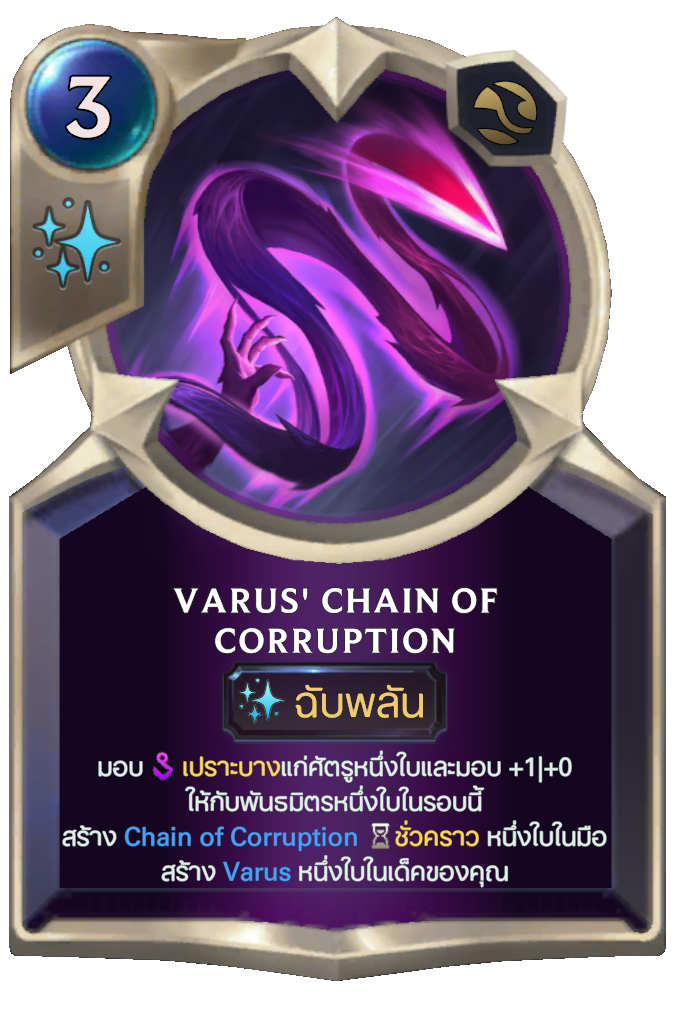 3
VARUS' CHAIN OF
CORRUPTION
ฉับพลัน
มอบ เปราะบางแก่ศัตรูหนึ่งใบและมอบ +1|+0
ให้กับพันธมิตรหนึ่งใบในรอบนี้
สร้าง Chain of Corruption ชั่วคราว หนึ่งใบในมือ
สร้าง Varus หนึ่งใบในเด็คของคุณ